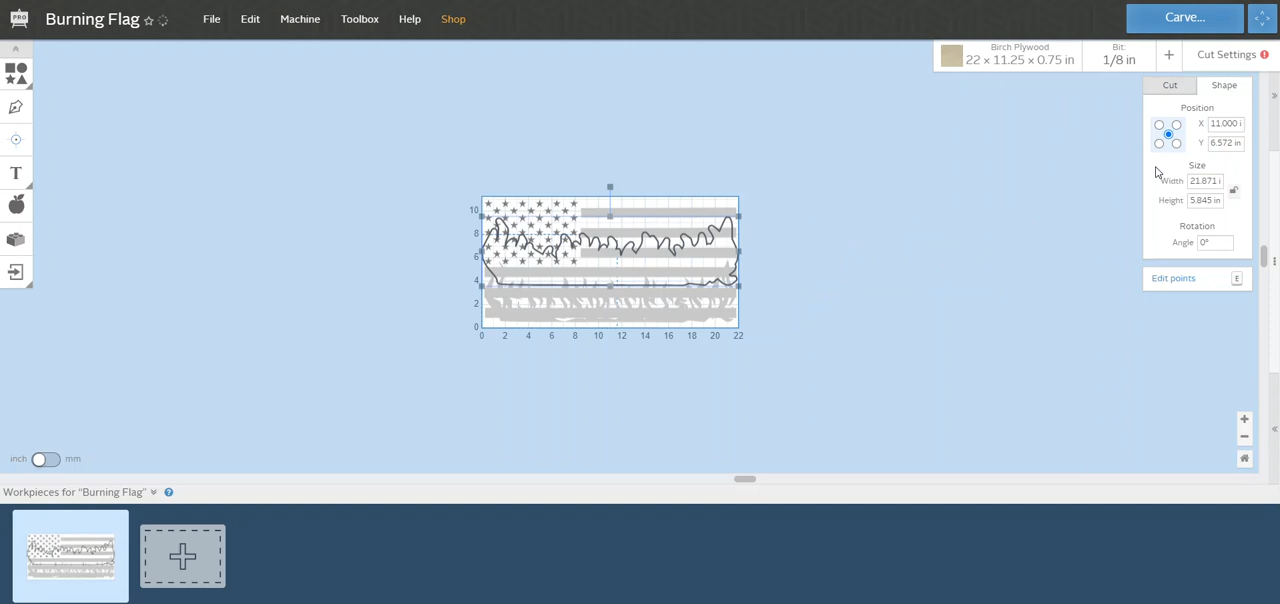 PRO
Burning Flag
File Edit Machine Toolbox Help Shop
Carve...
Birch Plywood
22 × 11.25 × 0.75 in
Bit:
1/8 in
+
Cut Settings
Cut Shape
Position
X 11.000 i
Y 6.572 in
Size
Width 21.871 i
Height 5.845 in
Rotation
Angle 0°
Edit points E
T
10
8
6
4
2
0
0 2 4 6 8 10 12 14 16 18 20 22
inch mm
Workpieces for "Burning Flag" ?